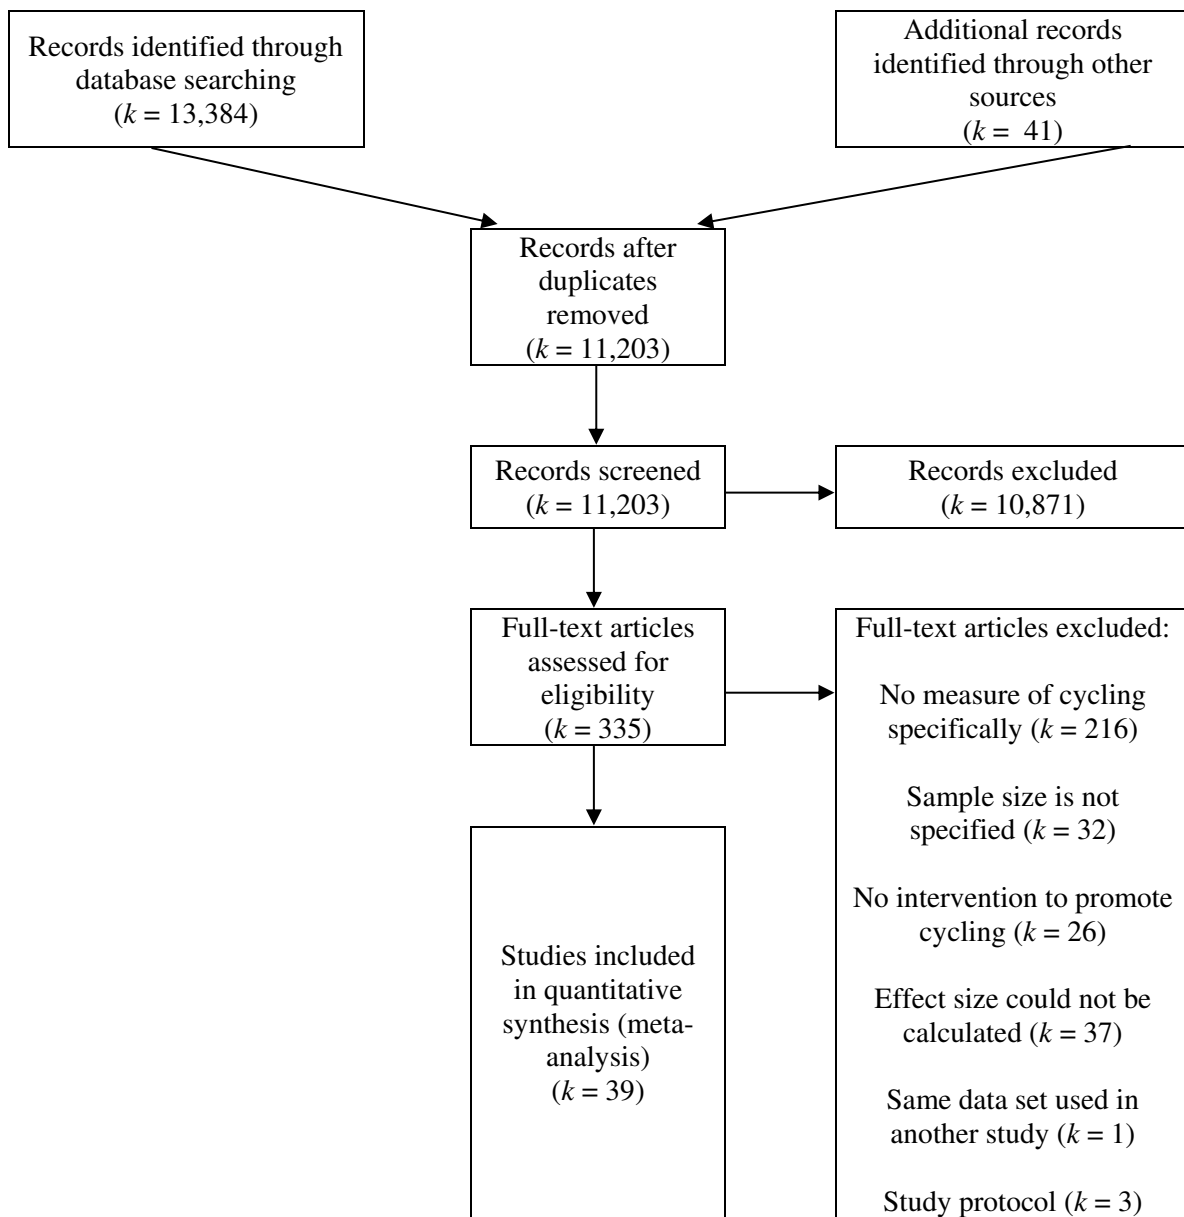 Records identified through
database searching
(k = 13,384)
Additional records
identified through other
sources
(k = 41)
Records after
duplicates
removed
(k = 11,203)
Records screened
(k = 11,203)
Records excluded
(k = 10,871)
Full-text articles
assessed for
eligibility
(k = 335)
Full-text articles excluded:
No measure of cycling
specifically (k = 216)
Sample size is not
specified (k = 32)
No intervention to promote
cycling (k = 26)
Effect size could not be
calculated (k = 37)
Same data set used in
another study (k = 1)
Study protocol (k = 3)
Studies included
in quantitative
synthesis (meta-
analysis)
(k = 39)